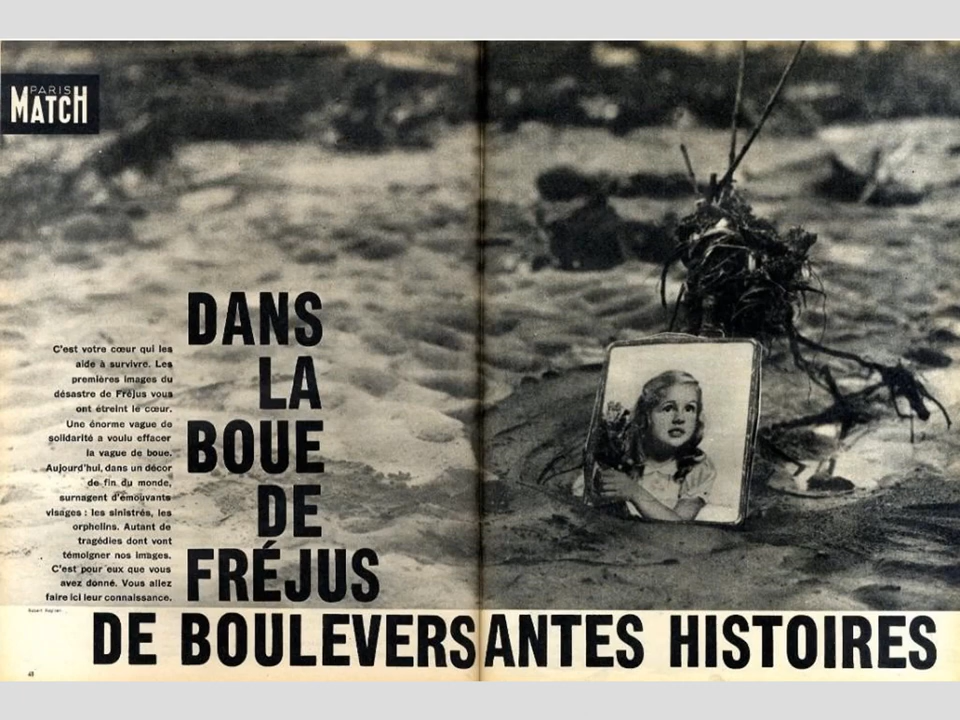 PARIS
MATCH
DANS
LA
BOUE
DE
FRÉJUS
DE BOULEVERSANTES HISTOIRES
C'est votre cœur qui les
aide à survivre. Les
premières images du
désastre de Fréjus vous
ont étreint le cœur.
Une énorme vague de
solidarité a voulu effacer
la vague de boue.
Aujourd'hui, dans un décor
de fin du monde,
surnagent d'émouvants
visages : les sinistrés, les
orphelins. Autant de
tragédies dont vont
témoigner nos images.
C'est pour eux que vous
avez donné. Vous allez
faire ici leur connaissance.